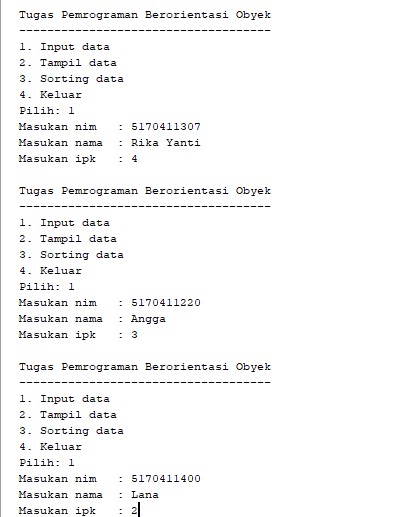 Tugas Pemrograman Berorientasi Obyek
------------------------------------
1. Input data
2. Tampil data
3. Sorting data
4. Keluar
Pilih: 1
Masukan nim   : 5170411307
Masukan nama  : Rika Yanti
Masukan ipk   : 4

Tugas Pemrograman Berorientasi Obyek
------------------------------------
1. Input data
2. Tampil data
3. Sorting data
4. Keluar
Pilih: 1
Masukan nim   : 5170411220
Masukan nama  : Angga
Masukan ipk   : 3

Tugas Pemrograman Berorientasi Obyek
------------------------------------
1. Input data
2. Tampil data
3. Sorting data
4. Keluar
Pilih: 1
Masukan nim   : 5170411400
Masukan nama  : Lana
Masukan ipk   : 2